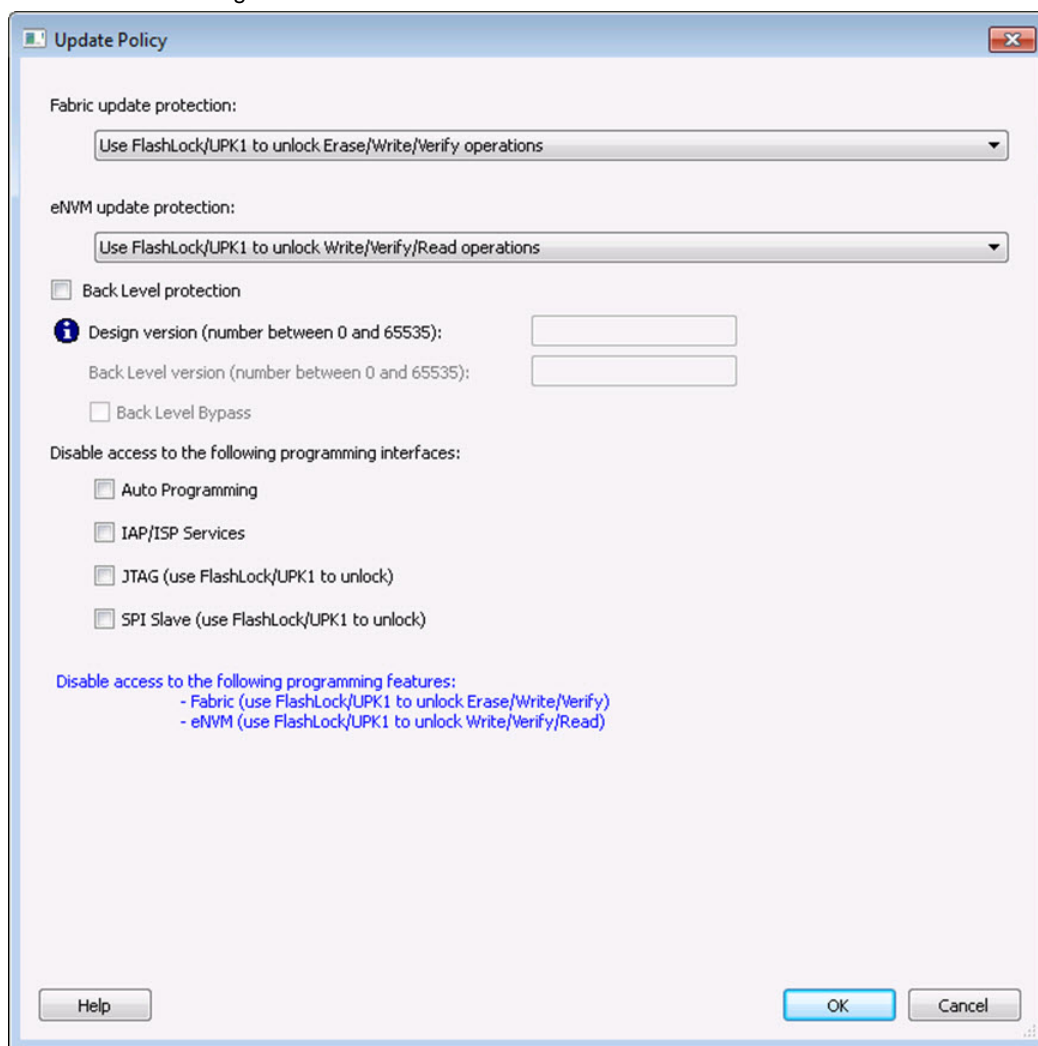 Update Policy
Fabric update protection:
Use FlashLock/UPK1 to unlock Erase/Write/Verify operations
eNVM update protection:
Use FlashLock/UPK1 to unlock Write/Verify/Read operations
Back Level protection
Design version (number between 0 and 65535):
Back Level version (number between 0 and 65535):
Back Level Bypass
Disable access to the following programming interfaces:
Auto Programming
IAP/ISP Services
JTAG (use FlashLock/UPK1 to unlock)
SPI Slave (use FlashLock/UPK1 to unlock)
Disable access to the following programming features:
- Fabric (use FlashLock/UPK1 to unlock Erase/Write/Verify)
- eNVM (use FlashLock/UPK1 to unlock Write/Verify/Read)
Help OK Cancel